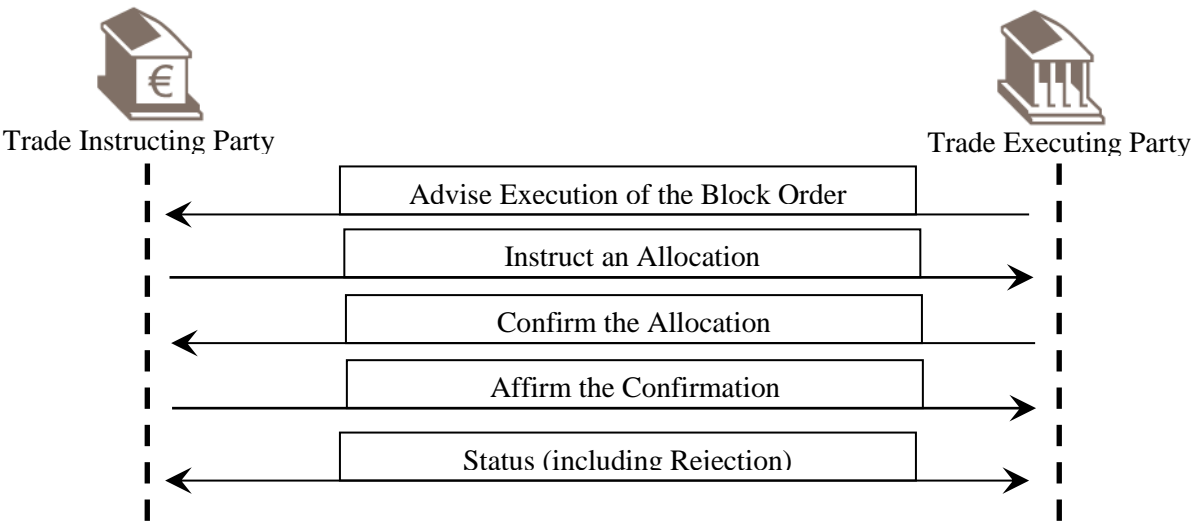 €
Trade Instructing Party
Trade Executing Party
Advise Execution of the Block Order
Instruct an Allocation
Confirm the Allocation
Affirm the Confirmation
Status (including Rejection)